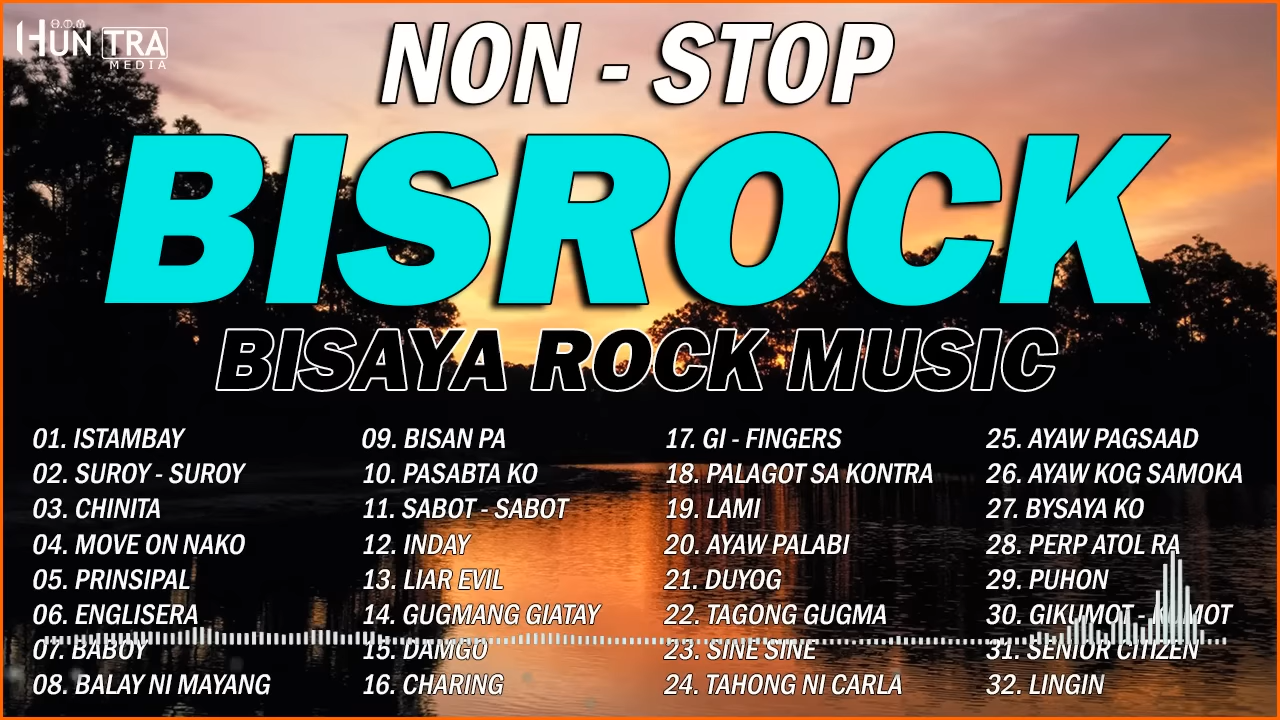 HUNTRA
MEDIA
NON - STOP
BISROCK
BISAYA ROCK MUSIC
01. ISTAMBAY
02. SUROY - SUROY
03. CHINITA
04. MOVE ON NAKO
05. PRINSIPAL
06. ENGLISERA
07. BABOY
08. BALAY NI MAYANG
09. BISAN PA
10. PASABTA KO
11. SABOT - SABOT
12. INDAY
13. LIAR EVIL
14. GUGMANG GIATAY
15. DAMGO
16. CHARING
17. GI - FINGERS
18. PALAGOT SA KONTRA
19. LAMI
20. AYAW PALABI
21. DUYOG
22. TAGONG GUGMA
23. SINE SINE
24. TAHONG NI CARLA
25. AYAW PAGSAAD
26. AYAW KOG SAMOKA
27. BYSAYA KO
28. PERP ATOL RA
29. PUHON
30. GIKUMOT - KUMOT
31. SENIOR CITIZEN
32. LINGIN